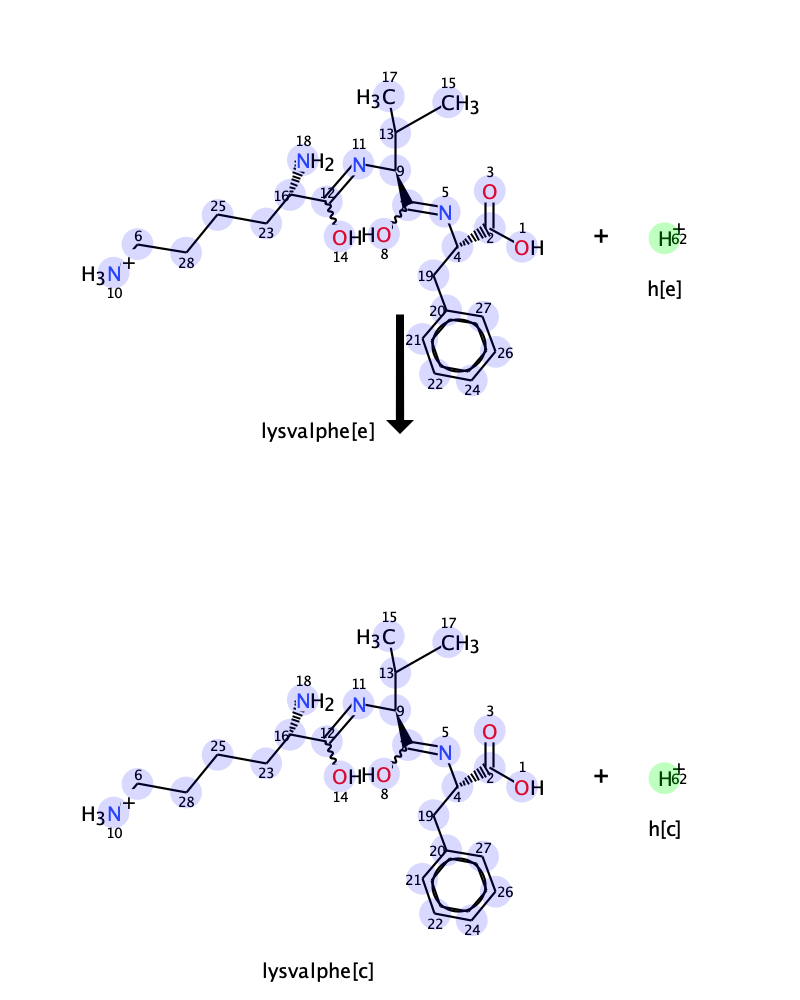 17
15
H₃C
CH₃
13
18
NH₂
11
N
9
3
O
16
12
5
N
25
23
OH
HO
1
2
OH
+
H+
62
6
28
14
8
4
h[e]
H₃N+
10
19
20
27
21
26
22
24
lysvalphe[e]
15
17
H₃C
CH₃
13
18
NH₂
11
N
9
3
O
16
12
5
N
25
23
OH
HO
1
2
OH
+
H+
62
6
28
14
8
4
h[c]
H₃N+
10
19
20
27
21
26
22
24
lysvalphe[c]